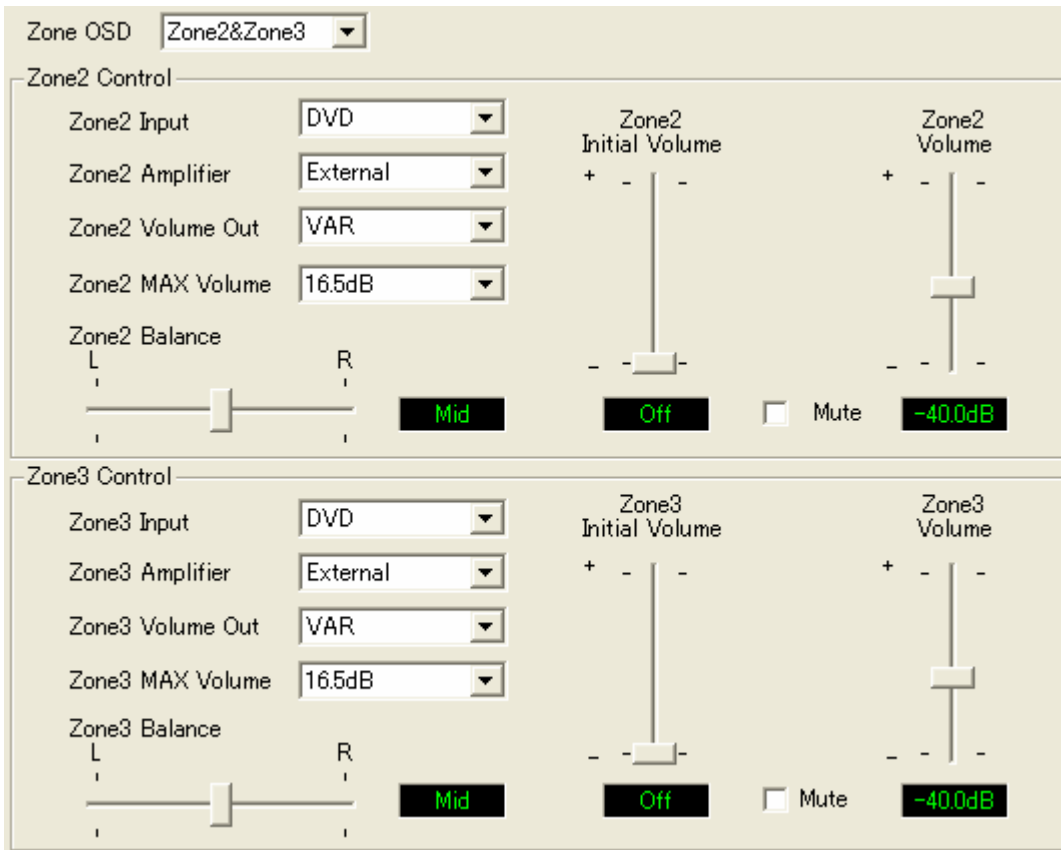 Zone OSD Zone2&Zone3
Zone2 Control
Zone2 Input DVD
Zone2 Amplifier External
Zone2 Volume Out VAR
Zone2 MAX Volume 16.5dB
Zone2 Balance
L R
Mid
Zone2
Initial Volume
+ - -
- - -
Off
Mute
Zone2
Volume
+ - -
- - -
-40.0dB
Zone3 Control
Zone3 Input DVD
Zone3 Amplifier External
Zone3 Volume Out VAR
Zone3 MAX Volume 16.5dB
Zone3 Balance
L R
Mid
Zone3
Initial Volume
+ - -
- - -
Off
Mute
Zone3
Volume
+ - -
- - -
-40.0dB